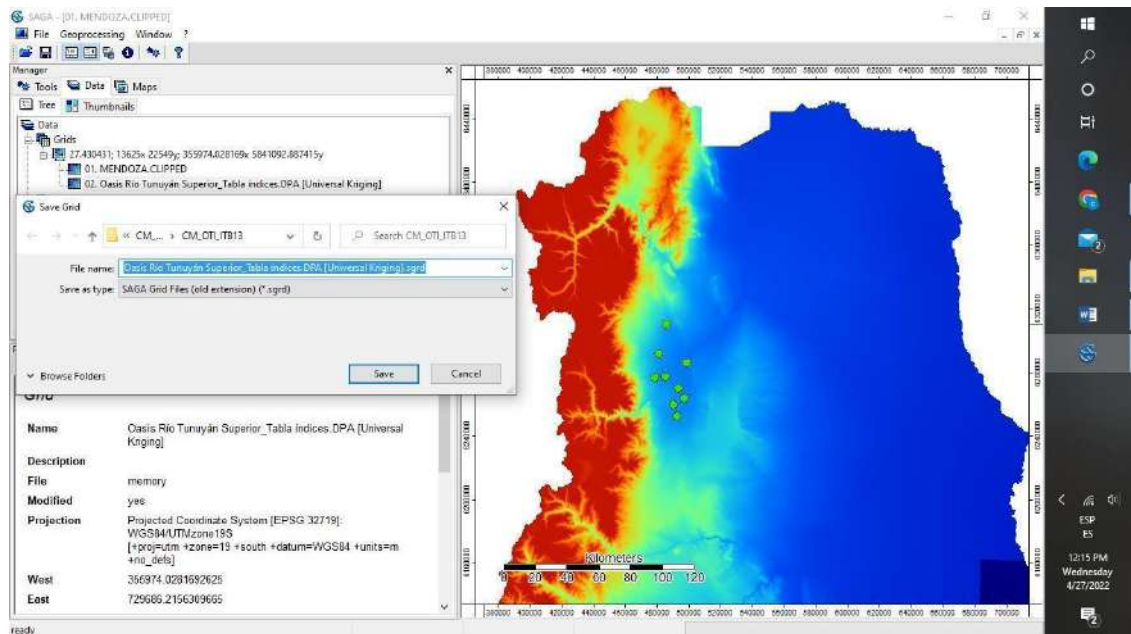 SAGA - [01. MENDOZA.CLIPPED]
File Geoprocessing Window ?
Manager
Tools Data Maps
Tree Thumbnails
Data
Grids
27.430431; 13625x 22549y; 355974.028169x 5841092.887415y
01. MENDOZA.CLIPPED
02. Oasis Río Tunuyán Superior_Tabla indices.DPA [Universal Kriging]
Save Grid
« CM_... › CM_OTI_ITB13
Search CM_OTI_ITB13
File name: Oasis Río Tunuyán Superior_Tabla indices.DPA [Universal Kriging].sgrd
Save as type: SAGA Grid Files (old extension) (*.sgrd)
Browse Folders
Save Cancel
Name Oasis Río Tunuyán Superior_Tabla indices.DPA [Universal
Kriging]
Description
File memory
Modified yes
Projection Projected Coordinate System [EPSG 32719]:
WGS84/UTMzone19S
[+proj=utm +zone=19 +south +datum=WGS84 +units=m
+no_defs]
West 355974.0281692625
East 729686.2156309665
ready
Kilometers
20 40 60 80 100 120
ESP
ES
12:15 PM
Wednesday
4/27/2022